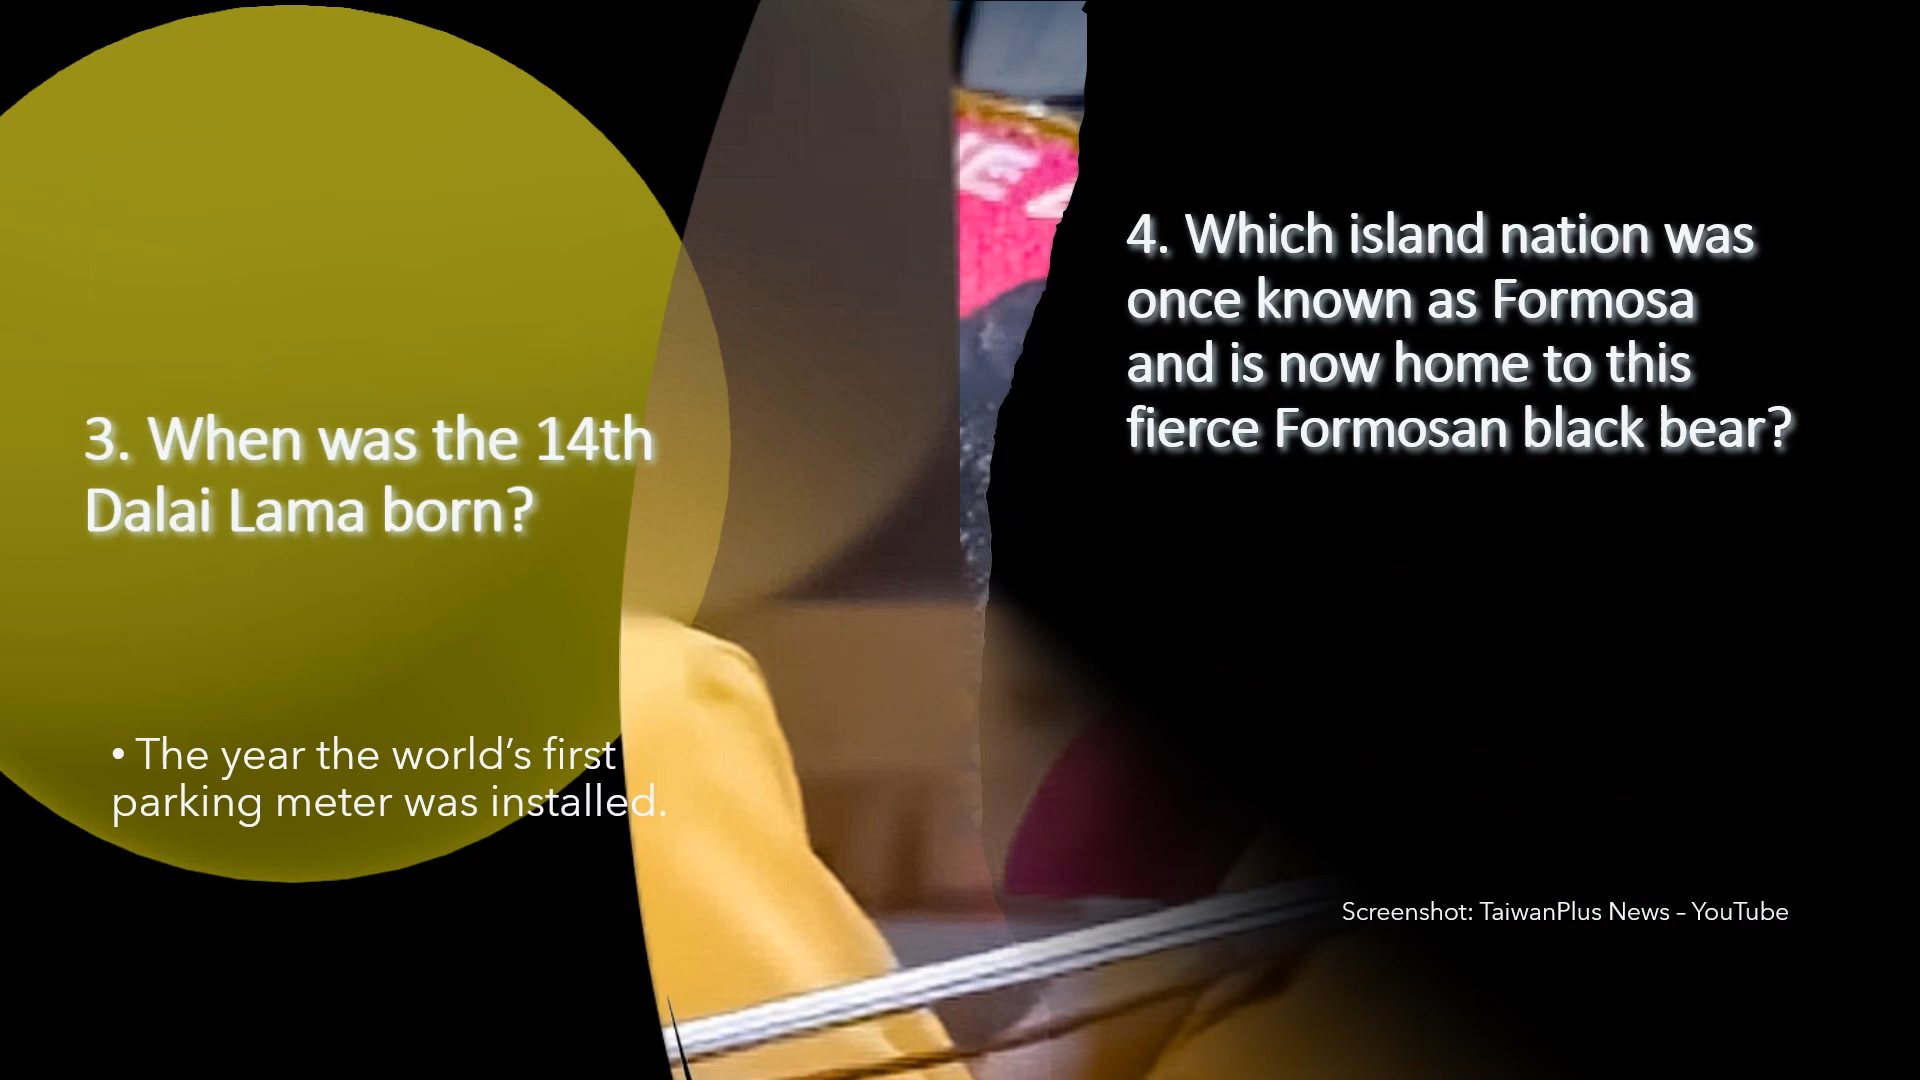 3. When was the 14th
Dalai Lama born?
• The year the world’s first
parking meter was installed.
4. Which island nation was
once known as Formosa
and is now home to this
fierce Formosan black bear?
Screenshot: TaiwanPlus News – YouTube